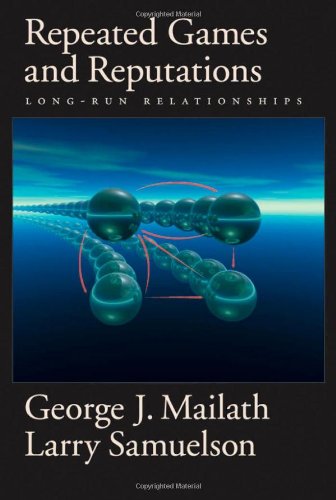 Repeated Games
and Reputations
LONG-RUN RELATIONSHIPS
George J. Mailath
Larry Samuelson